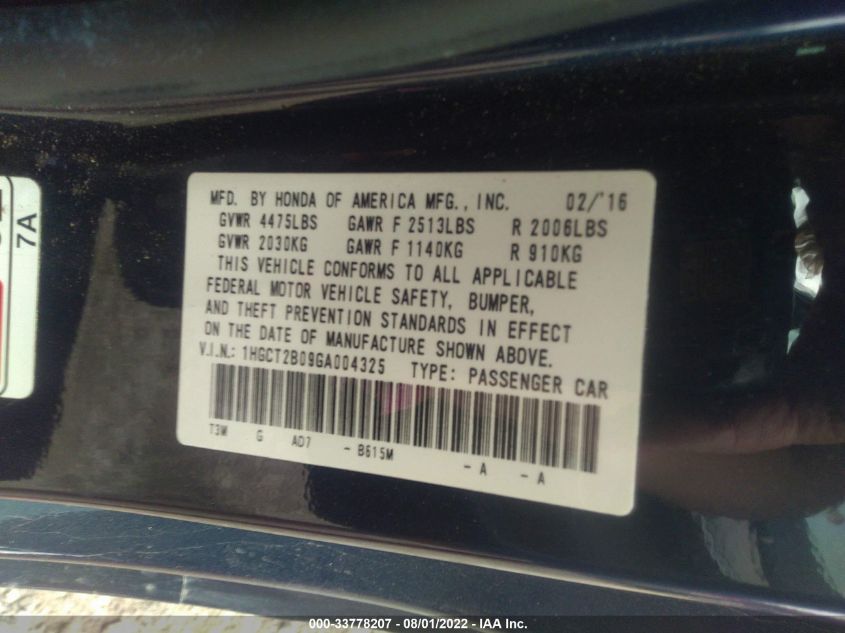 7A
MFD. BY HONDA OF AMERICA MFG., INC. 02/'16
GVWR 4475LBS GAWR F 2513LBS R 2006LBS
GVWR 2030KG GAWR F 1140KG R 910KG
THIS VEHICLE CONFORMS TO ALL APPLICABLE
FEDERAL MOTOR VEHICLE SAFETY, BUMPER,
AND THEFT PREVENTION STANDARDS IN EFFECT
ON THE DATE OF MANUFACTURE SHOWN ABOVE.
V.I.N.: 1HGCT2B09GA004325 TYPE: PASSENGER CAR
T3W G AD7 - B615M - A - A
000-33778207 - 08/01/2022 - IAA Inc.